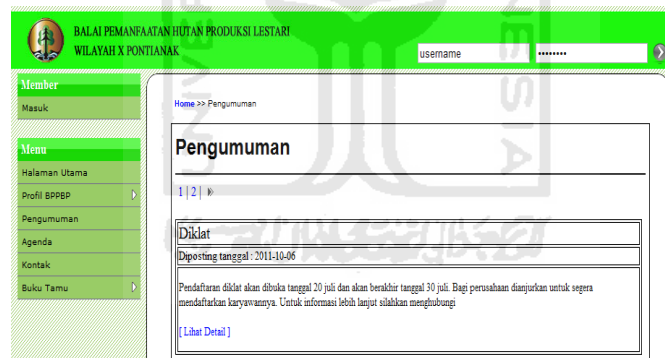 BALAI PEMANFAATAN HUTAN PRODUKSI LESTARI
WILAYAH X PONTIANAK
username
••••••••
Member
Masuk
Menu
Halaman Utama
Profil BPPBP
Pengumuman
Agenda
Kontak
Buku Tamu
Home >> Pengumuman
Pengumuman
1 | 2 |
Diklat
Diposting tanggal : 2011-10-06
Pendaftaran diklat akan dibuka tanggal 20 juli dan akan berakhir tanggal 30 juli. Bagi perusahaan dianjurkan untuk segera
mendaftarkan karyawannya. Untuk informasi lebih lanjut silahkan menghubungi
[ Lihat Detail ]